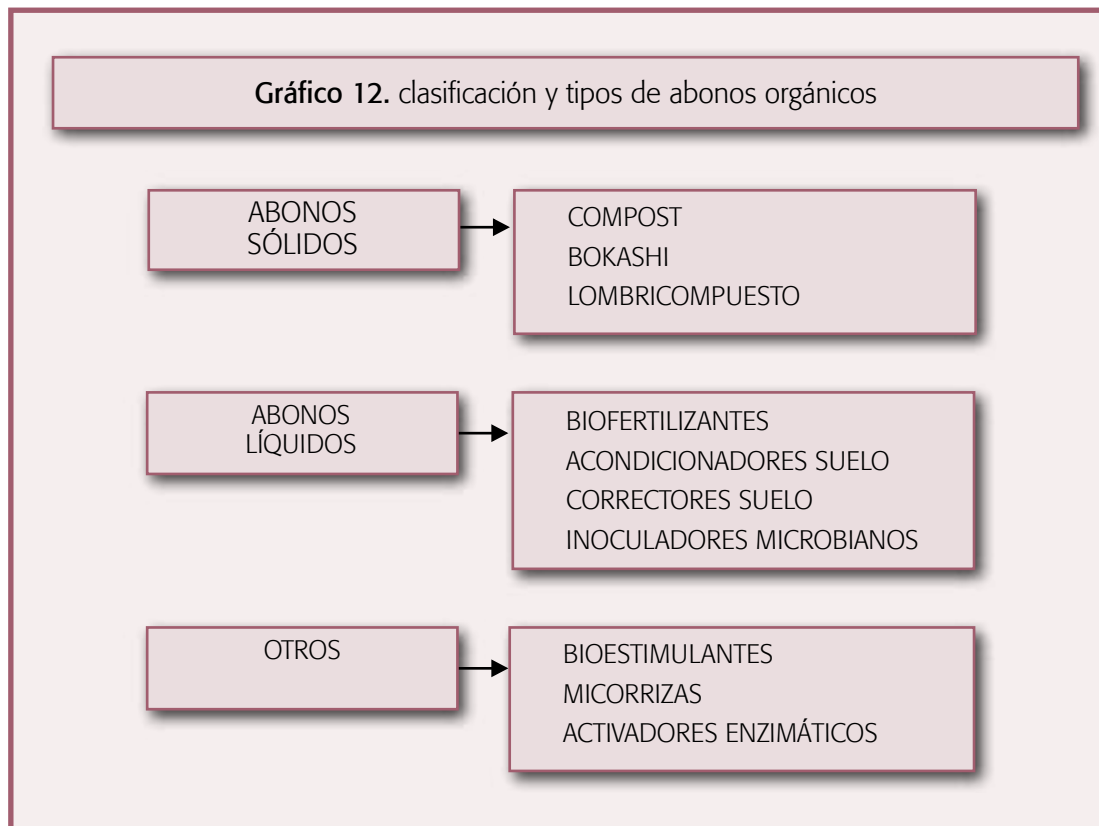 Gráfico 12. clasificación y tipos de abonos orgánicos
ABONOS
SÓLIDOS
COMPOST
BOKASHI
LOMBRICOMPUESTO
ABONOS
LÍQUIDOS
BIOFERTILIZANTES
ACONDICIONADORES SUELO
CORRECTORES SUELO
INOCULADORES MICROBIANOS
OTROS
BIOESTIMULANTES
MICORRIZAS
ACTIVADORES ENZIMÁTICOS